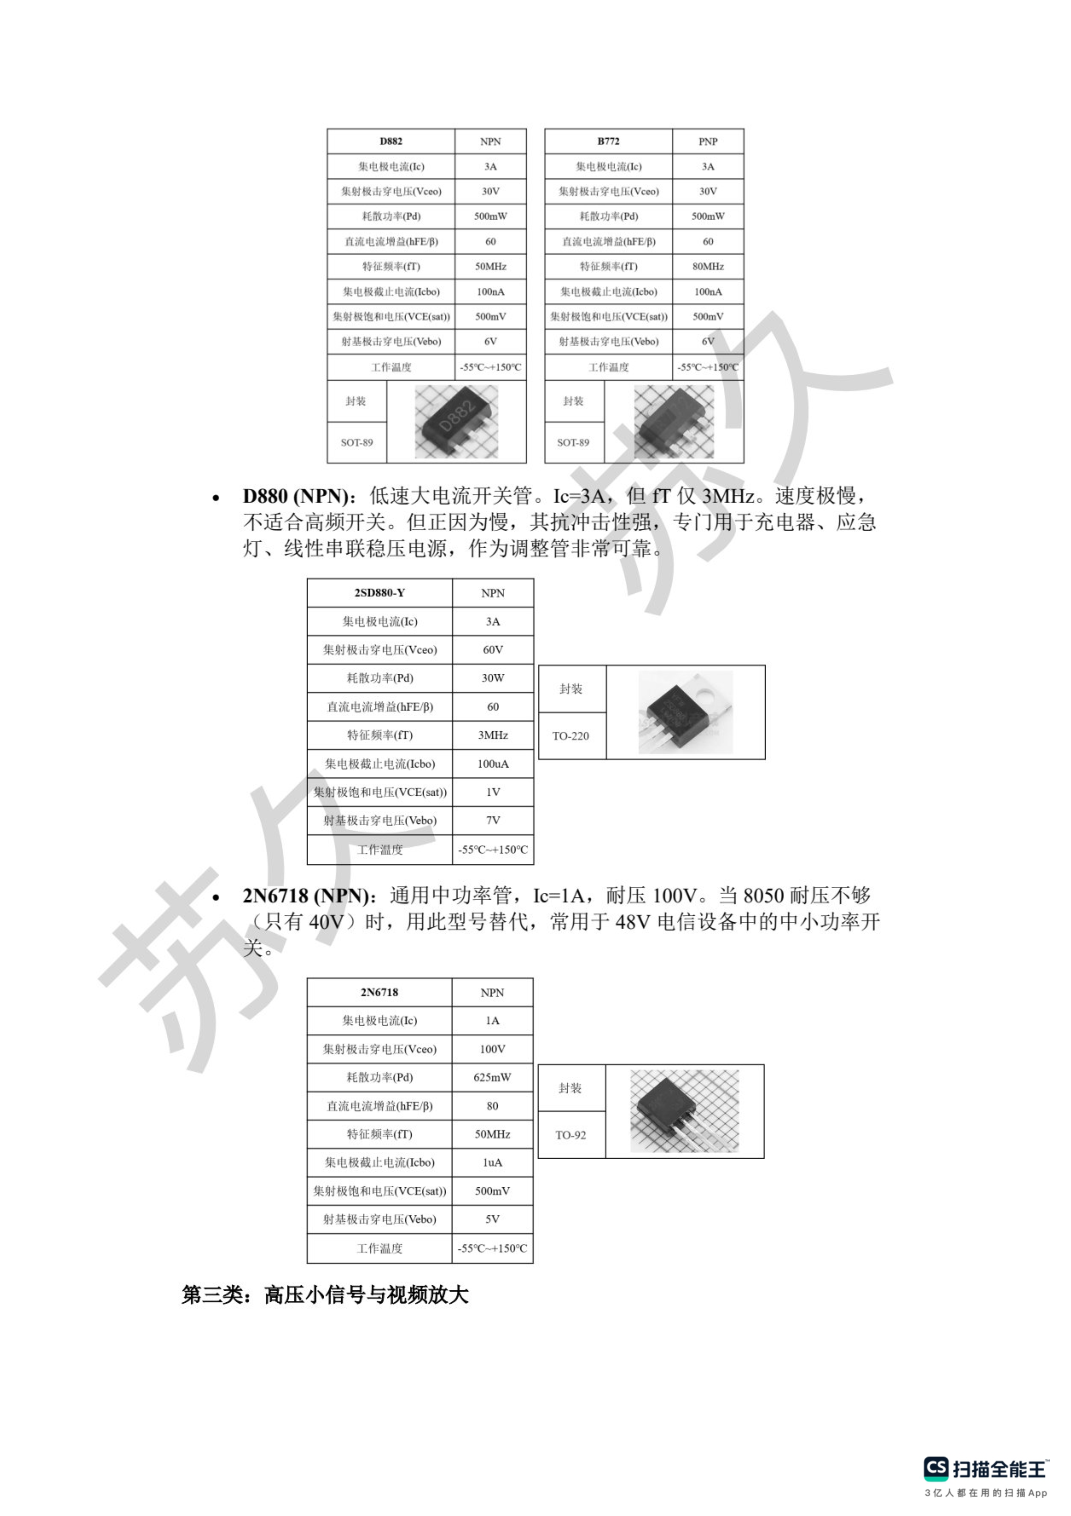 D882 NPN
集电极电流(Ic) 3A
集射极击穿电压(Vceo) 30V
耗散功率(Pd) 500mW
直流电流增益(hFE/β) 60
特征频率(fT) 50MHz
集电极截止电流(Icbo) 100nA
集射极饱和电压(VCE(sat)) 500mV
射基极击穿电压(Vebo) 6V
工作温度 -55℃~+150℃
封装
SOT-89
D882
B772 PNP
集电极电流(Ic) 3A
集射极击穿电压(Vceo) 30V
耗散功率(Pd) 500mW
直流电流增益(hFE/β) 60
特征频率(fT) 80MHz
集电极截止电流(Icbo) 100nA
集射极饱和电压(VCE(sat)) 500mV
射基极击穿电压(Vebo) 6V
工作温度 -55℃~+150℃
封装
SOT-89
• D880 (NPN)：低速大电流开关管。Ic=3A，但 fT 仅 3MHz。速度极慢，
不适合高频开关。但正因为慢，其抗冲击性强，专门用于充电器、应急
灯、线性串联稳压电源，作为调整管非常可靠。
2SD880-Y NPN
集电极电流(Ic) 3A
集射极击穿电压(Vceo) 60V
耗散功率(Pd) 30W
直流电流增益(hFE/β) 60
特征频率(fT) 3MHz
集电极截止电流(Icbo) 100uA
集射极饱和电压(VCE(sat)) 1V
射基极击穿电压(Vebo) 7V
工作温度 -55℃~+150℃
封装
TO-220
• 2N6718 (NPN)：通用中功率管，Ic=1A，耐压 100V。当 8050 耐压不够
（只有 40V）时，用此型号替代，常用于 48V 电信设备中的中小功率开
关。
2N6718 NPN
集电极电流(Ic) 1A
集射极击穿电压(Vceo) 100V
耗散功率(Pd) 625mW
直流电流增益(hFE/β) 80
特征频率(fT) 50MHz
集电极截止电流(Icbo) 1uA
集射极饱和电压(VCE(sat)) 500mV
射基极击穿电压(Vebo) 5V
工作温度 -55℃~+150℃
封装
TO-92
第三类：高压小信号与视频放大
苏久
苏久
CS 扫描全能王
3亿人都在用的扫描App